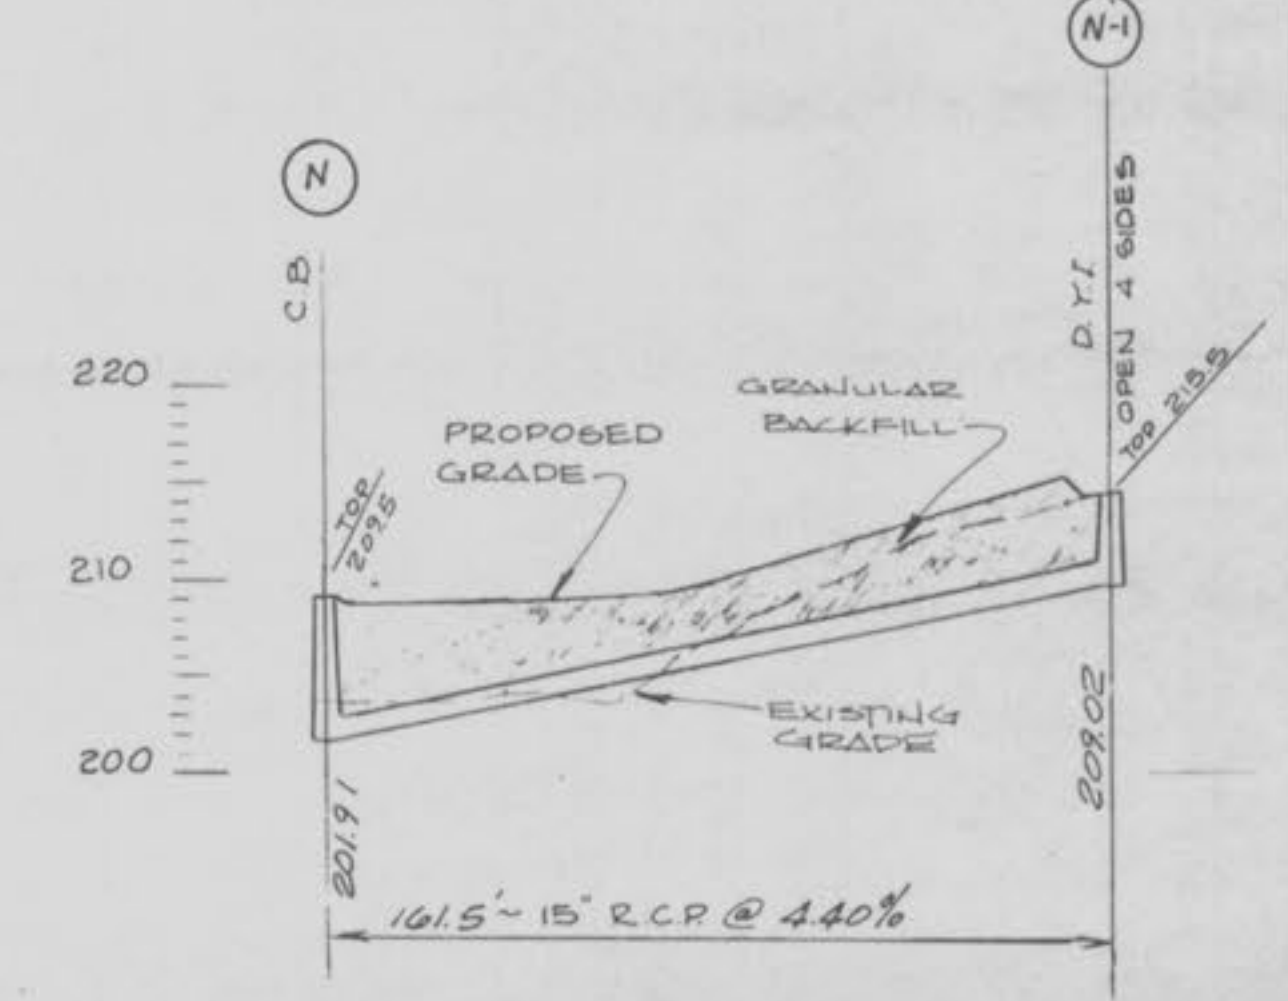 N-1
N
C.B
D.Y.I.
OPEN 4 SIDES
TOP 215.5
220
210
200
TOP
209.5
PROPOSED
GRADE
GRANULAR
BACKFILL
EXISTING
GRADE
201.91
209.02
161.5'~ 15" R.C.P. @ 4.40%